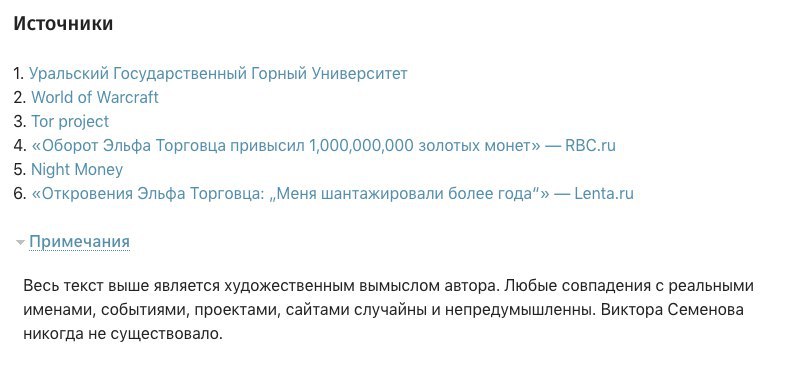 Источники
1. Уральский Государственный Горный Университет
2. World of Warcraft
3. Tor project
4. «Оборот Эльфа Торговца привысил 1,000,000,000 золотых монет» — RBC.ru
5. Night Money
6. «Откровения Эльфа Торговца: „Меня шантажировали более года“» — Lenta.ru
Примечания
Весь текст выше является художественным вымыслом автора. Любые совпадения с реальными
именами, событиями, проектами, сайтами случайны и непредумышленны. Виктора Семенова
никогда не существовало.